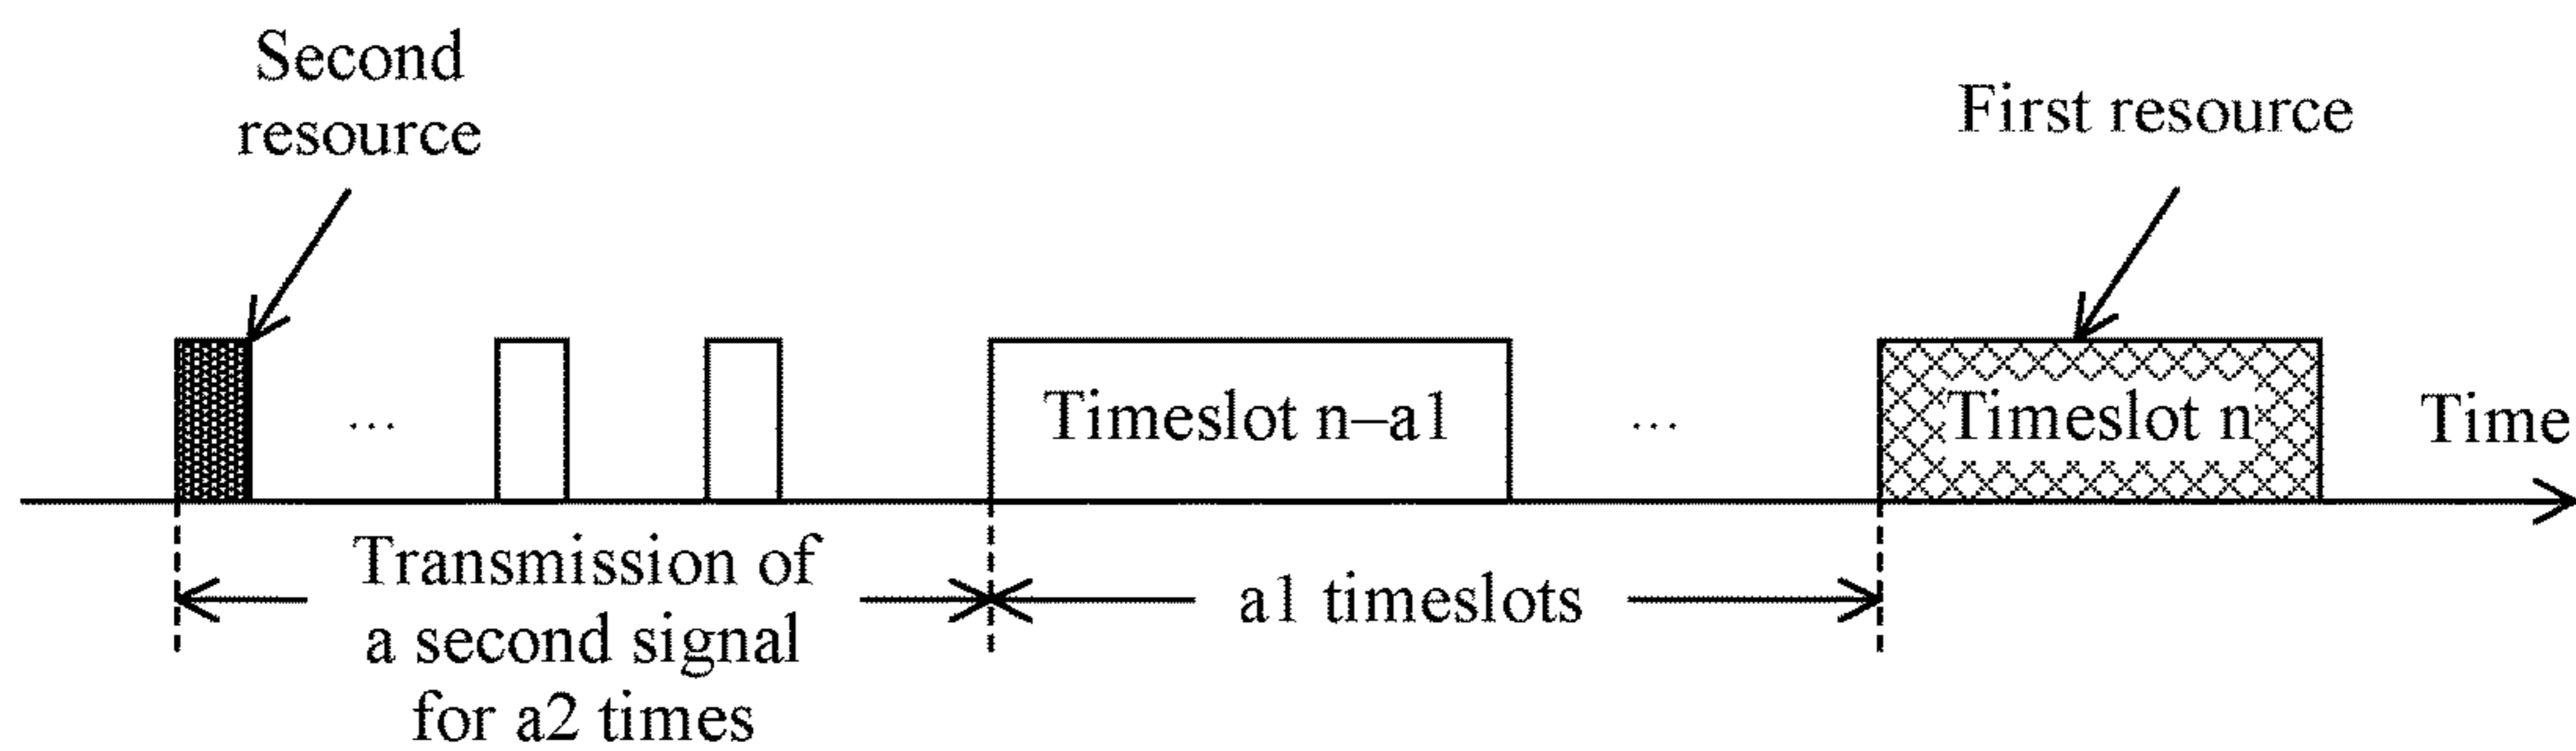 Second
resource
First resource
...
Timeslot n–a1
...
Timeslot n
Time
Transmission of
a second signal
for a2 times
a1 timeslots